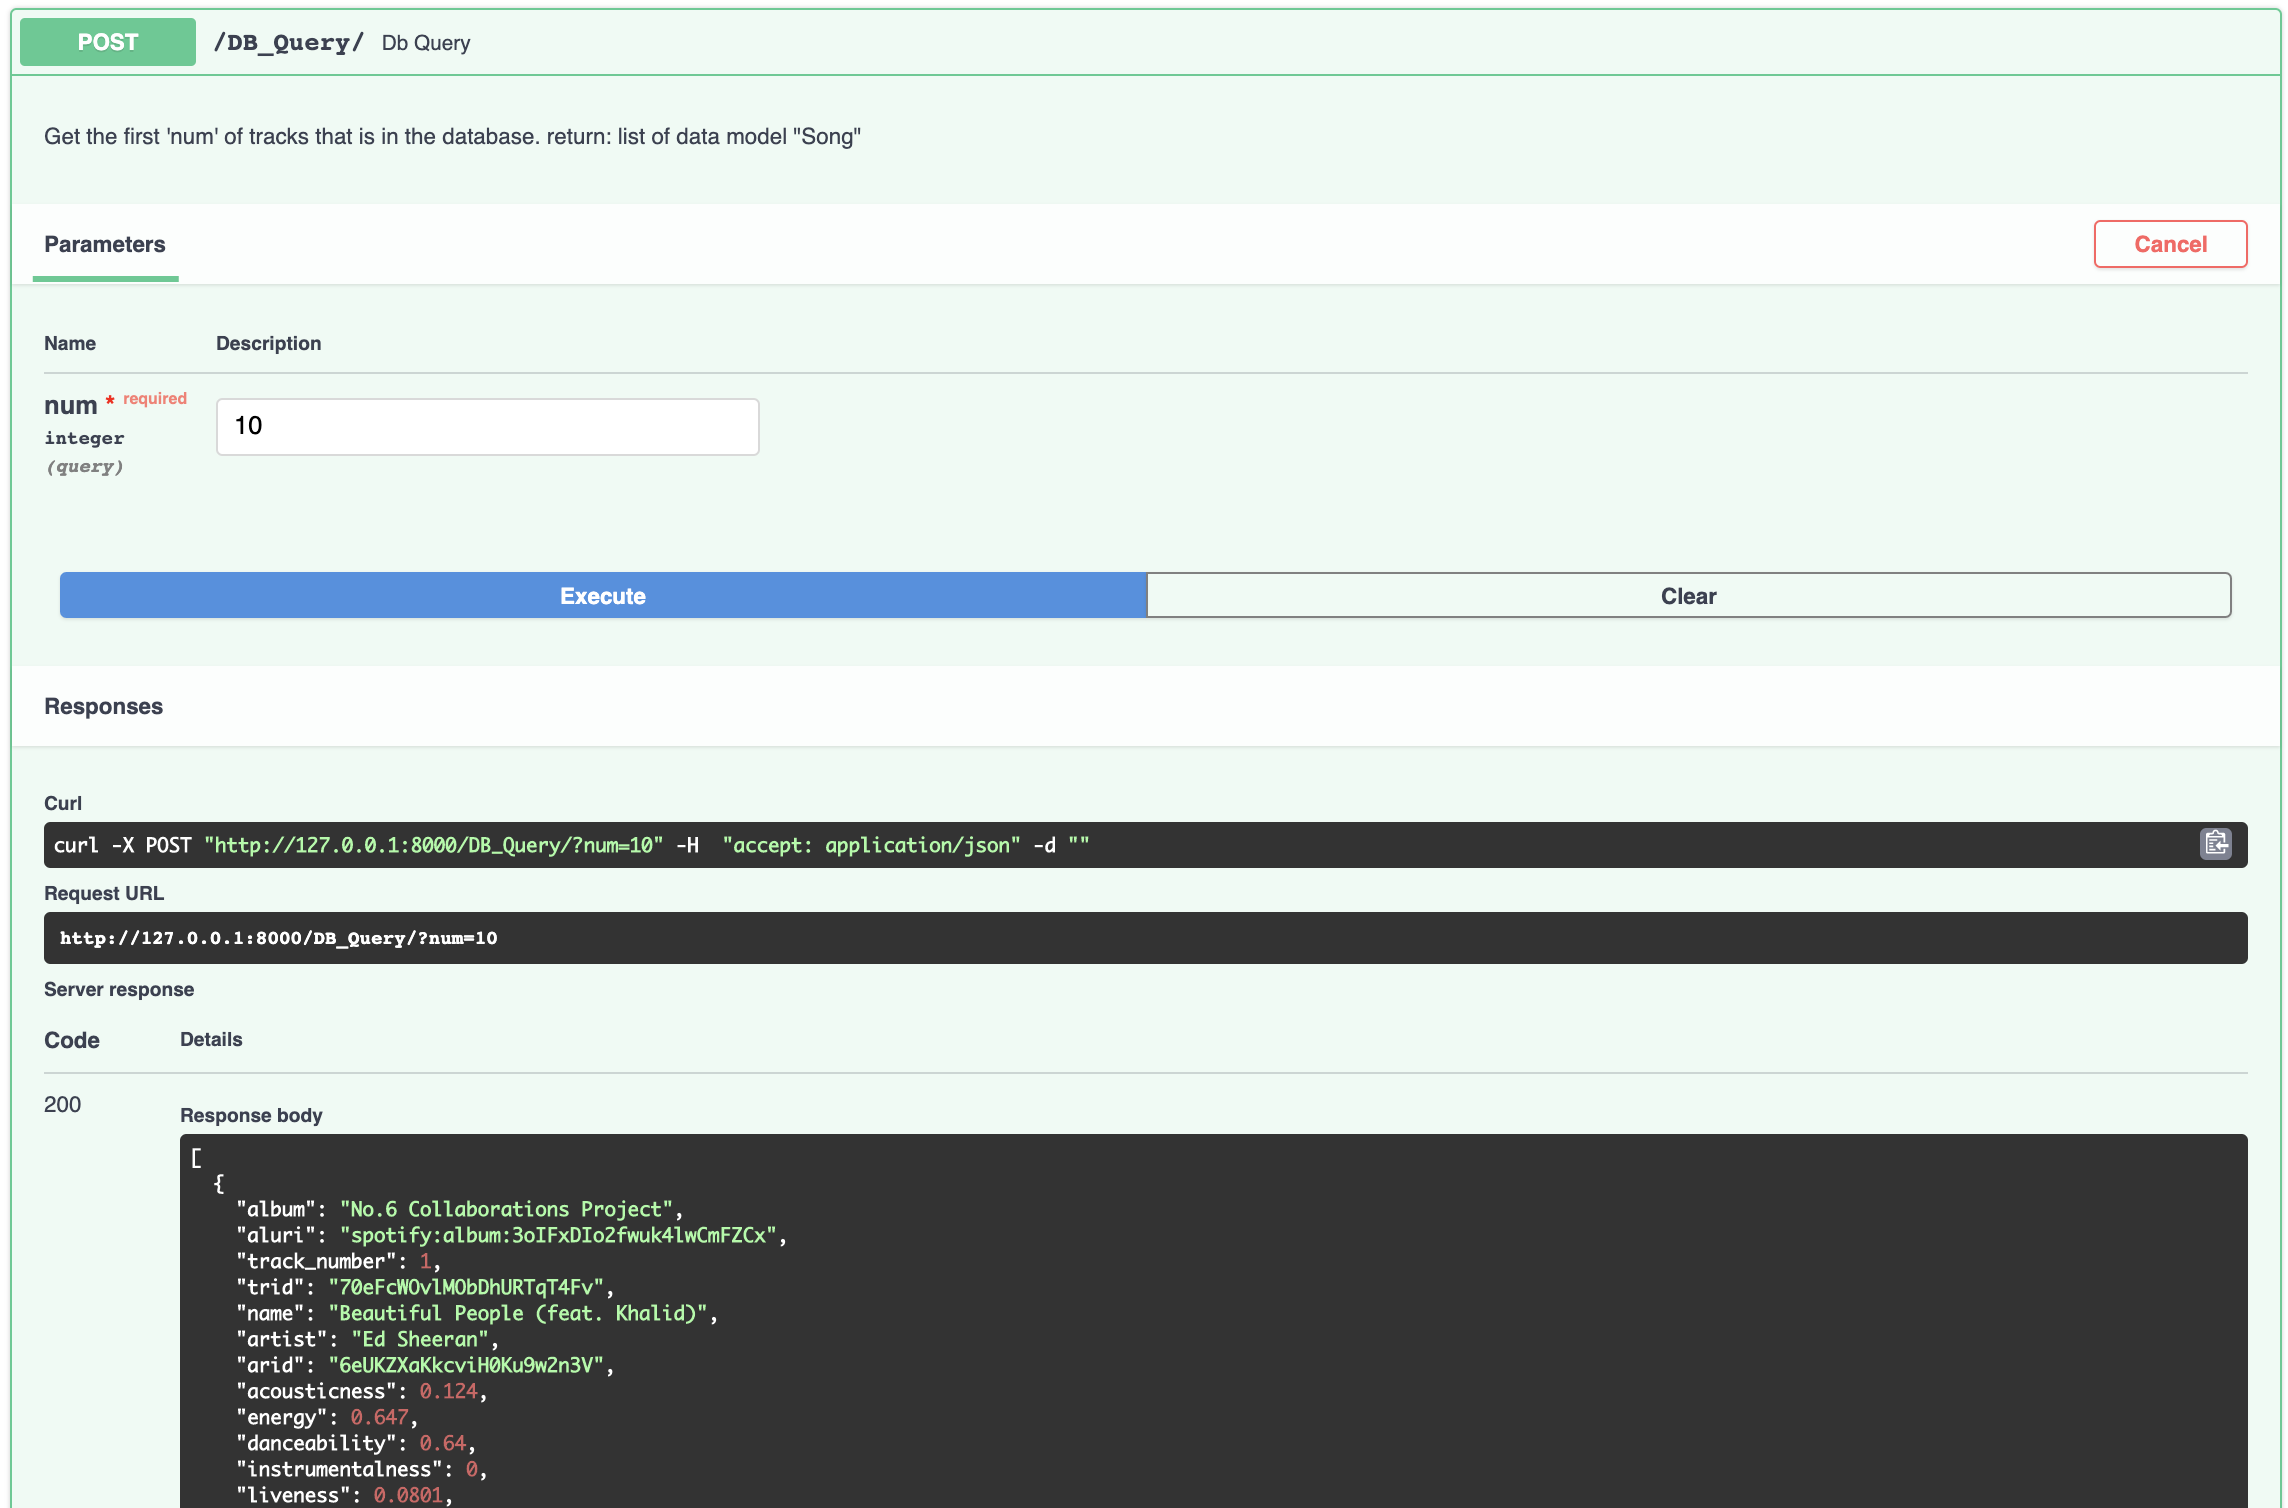 POST /DB_Query/ Db Query
Get the first 'num' of tracks that is in the database. return: list of data model "Song"
Parameters
Cancel
Name Description
num * required
integer
(query)
10
Execute
Clear
Responses
Curl
curl -X POST "http://127.0.0.1:8000/DB_Query/?num=10" -H  "accept: application/json" -d ""
Request URL
http://127.0.0.1:8000/DB_Query/?num=10
Server response
Code Details
200
Response body
[
  {
    "album": "No.6 Collaborations Project",
    "aluri": "spotify:album:3oIFxDIo2fwuk4lwCmFZCx",
    "track_number": 1,
    "trid": "70eFcWOvlMObDhURTqT4Fv",
    "name": "Beautiful People (feat. Khalid)",
    "artist": "Ed Sheeran",
    "arid": "6eUKZXaKkcviH0Ku9w2n3V",
    "acousticness": 0.124,
    "energy": 0.647,
    "danceability": 0.64,
    "instrumentalness": 0,
    "liveness": 0.0801,